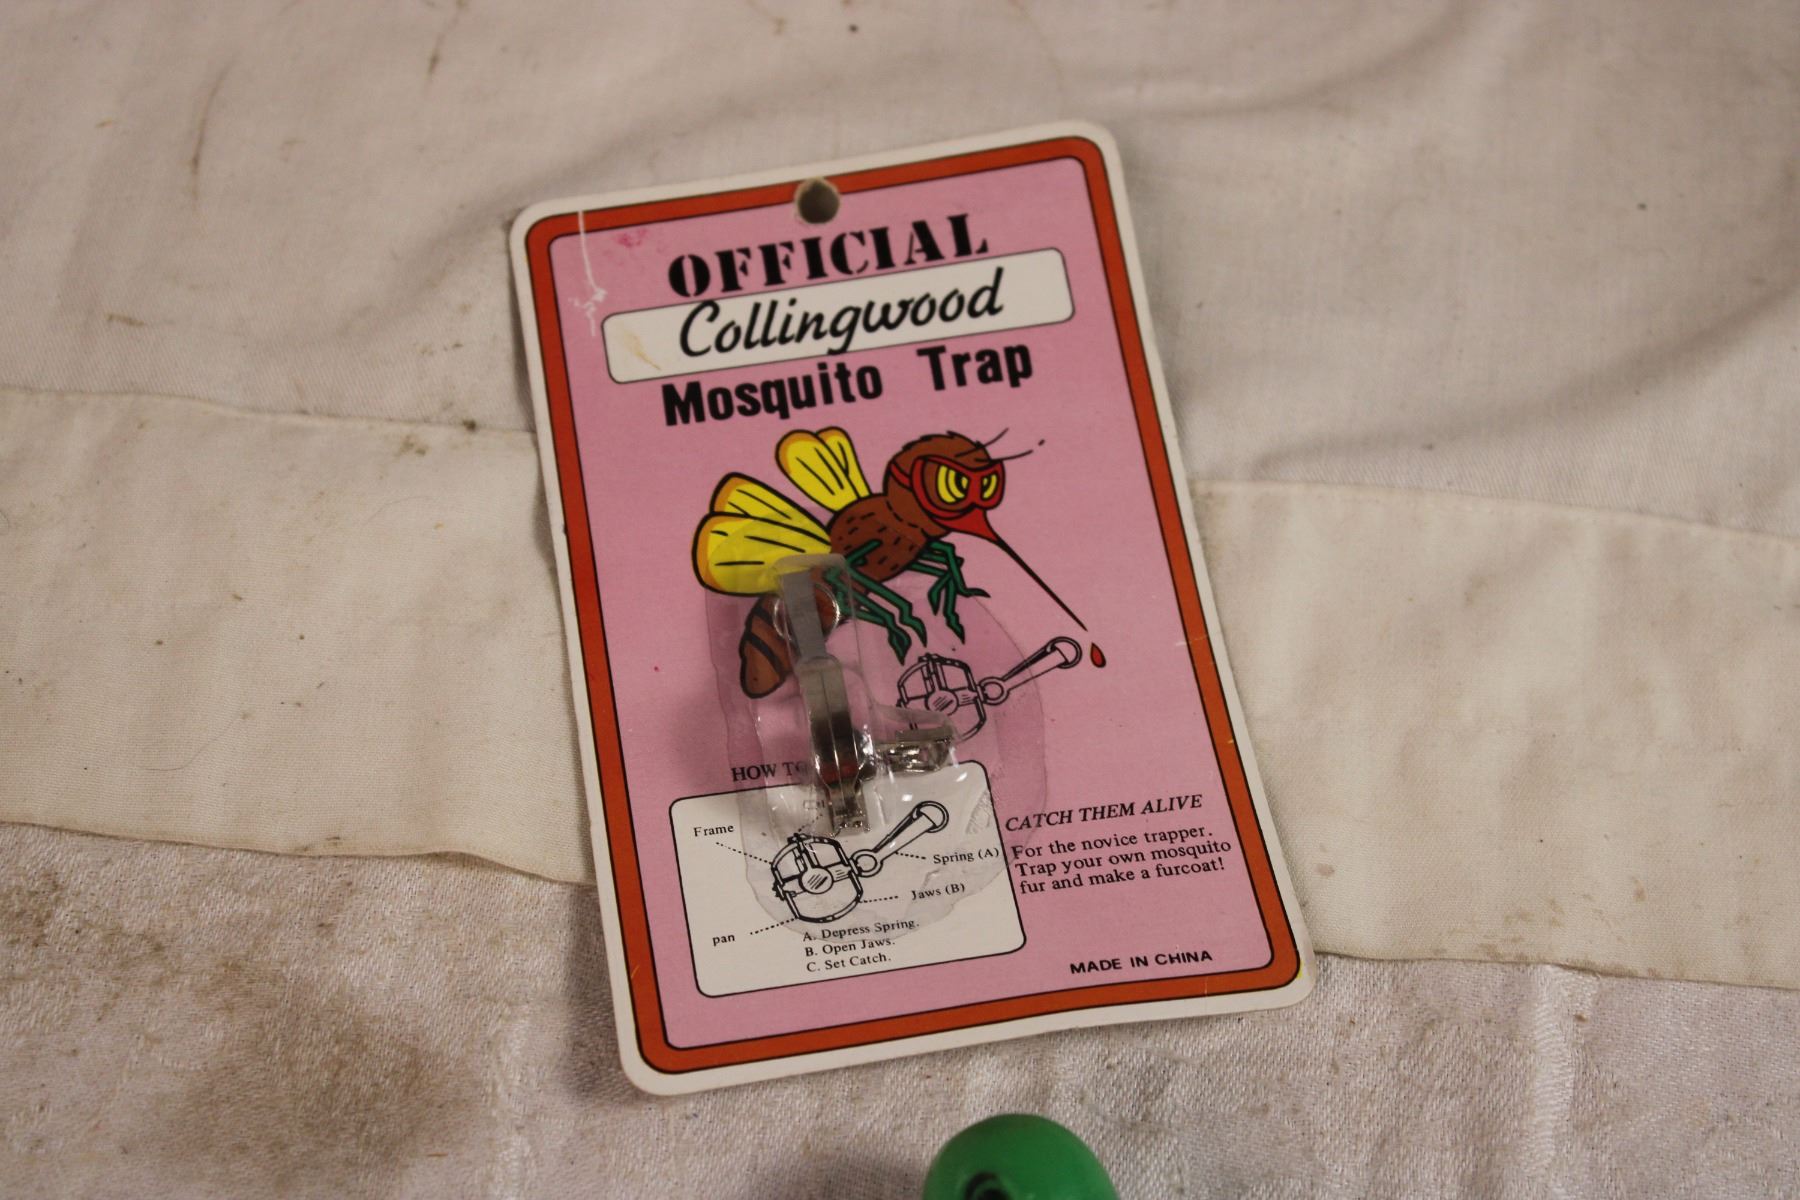 OFFICIAL
Collingwood
Mosquito Trap
HOW TO
Frame
Spring (A)
Jaws (B)
pan
A. Depress Spring.
B. Open Jaws.
C. Set Catch.
CATCH THEM ALIVE
For the novice trapper.
Trap your own mosquito
fur and make a furcoat!
MADE IN CHINA